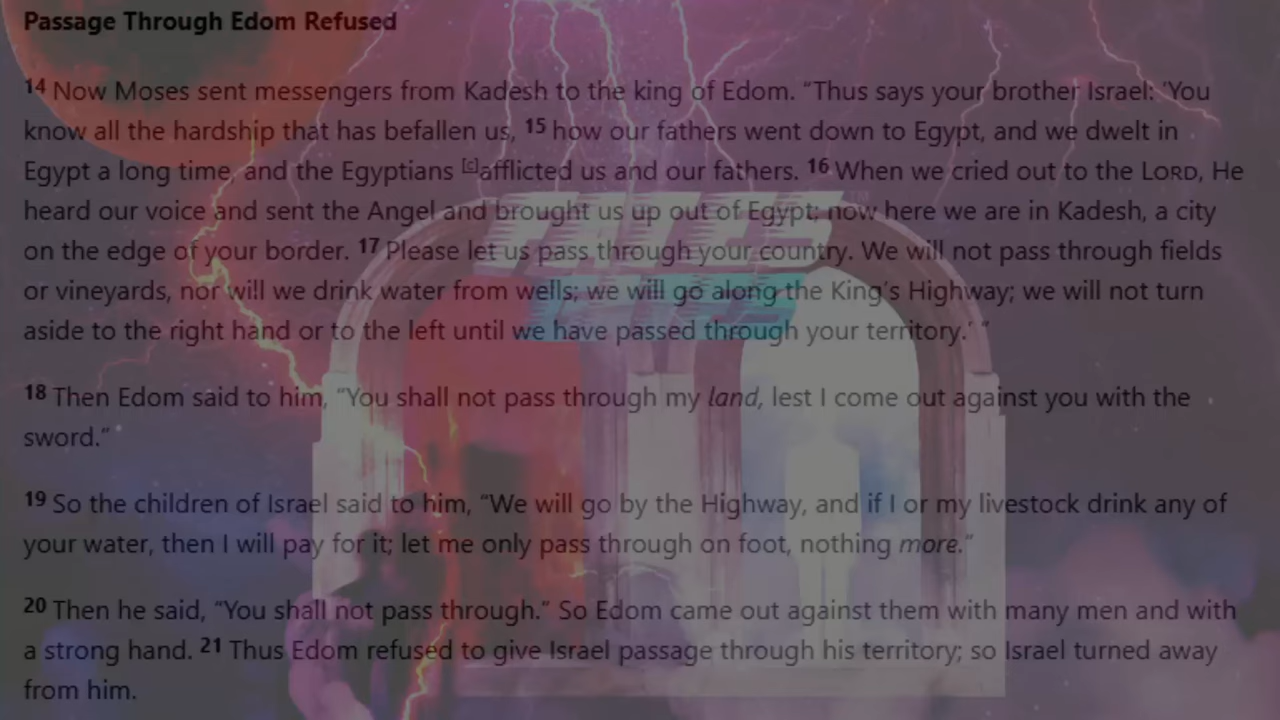 Passage Through Edom Refused
14 Now Moses sent messengers from Kadesh to the king of Edom. “Thus says your brother Israel: ‘You
know all the hardship that has befallen us, 15 how our fathers went down to Egypt, and we dwelt in
Egypt a long time, and the Egyptians [c]afflicted us and our fathers. 16 When we cried out to the LORD, He
heard our voice and sent the Angel and brought us up out of Egypt; now here we are in Kadesh, a city
on the edge of your border. 17 Please let us pass through your country. We will not pass through fields
or vineyards, nor will we drink water from wells; we will go along the King’s Highway; we will not turn
aside to the right hand or to the left until we have passed through your territory.’ ”
18 Then Edom said to him, “You shall not pass through my land, lest I come out against you with the
sword.”
19 So the children of Israel said to him, “We will go by the Highway, and if I or my livestock drink any of
your water, then I will pay for it; let me only pass through on foot, nothing more.”
20 Then he said, “You shall not pass through.” So Edom came out against them with many men and with
a strong hand. 21 Thus Edom refused to give Israel passage through his territory; so Israel turned away
from him.